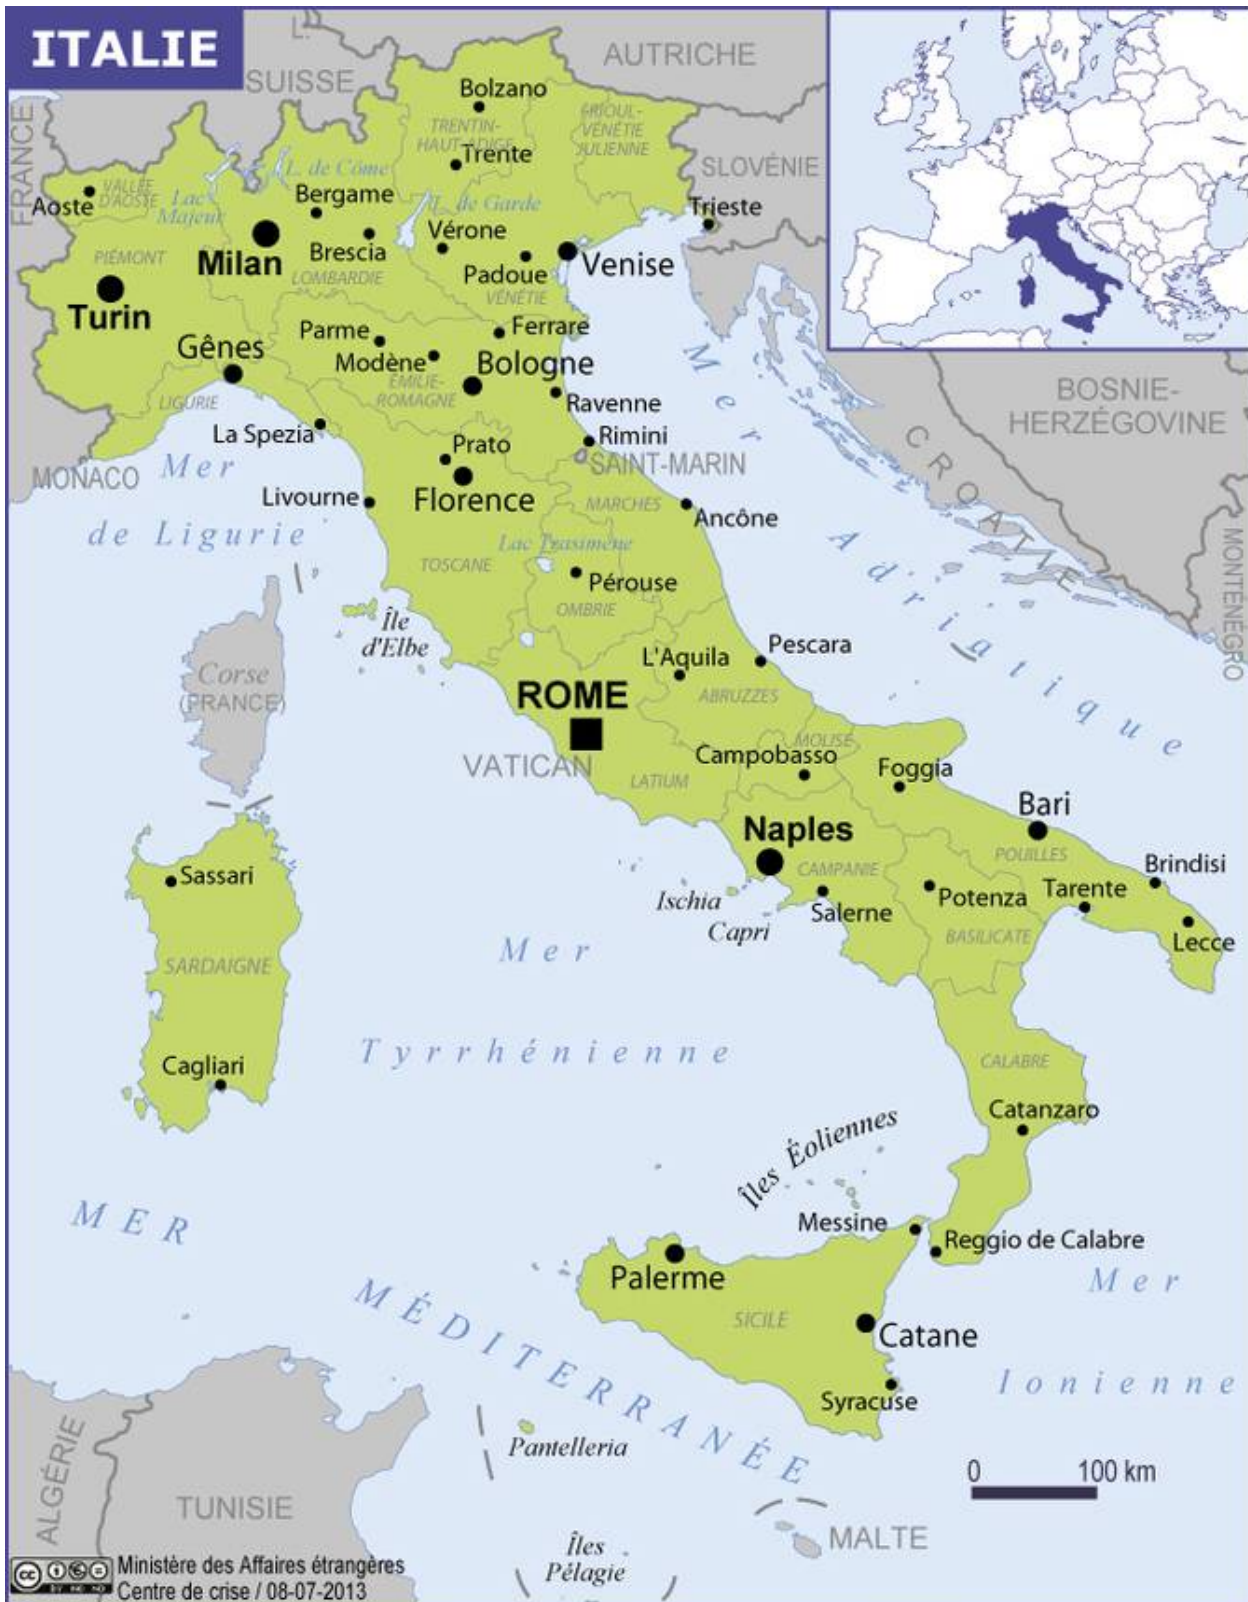 ITALIE
L.
SUISSE
AUTRICHE
FRANCE
Bolzano
TRENTIN-
HAUT-ADIGE
FRIOUL-
VÉNÉTIE
JULIENNE
Trente
SLOVÉNIE
VALLÉE
D'AOSTE
Aoste
Lac
Majeur
L. de Côme
Bergame
L. de Garde
Trieste
Milan
Brescia
Vérone
Padoue
Venise
PIÉMONT
LOMBARDIE
VÉNÉTIE
Turin
Parme
Ferrare
Gênes
Modène
Bologne
ÉMILIE-
ROMAGNE
LIGURIE
Ravenne
La Spezia
Prato
Rimini
SAINT-MARIN
MONACO
Mer
de Ligurie
Livourne
Florence
MARCHES
Ancône
Mer
Adriatique
BOSNIE-
HERZÉGOVINE
CROATIE
MONTÉNÉGRO
Lac Trasimène
TOSCANE
Pérouse
OMBRIE
Île
d'Elbe
Corse
(FRANCE)
L'Aquila
Pescara
ABRUZZES
ROME
VATICAN
LATIUM
MOLISE
Campobasso
Foggia
Bari
Naples
CAMPANIE
POUILLES
Brindisi
Sassari
Ischia
Capri
Salerne
Potenza
Tarente
Lecce
BASILICATE
SARDAIGNE
Mer
Tyrrhénienne
Cagliari
CALABRE
Catanzaro
Îles Éoliennes
MER
MÉDITERRANÉE
Messine
Reggio de Calabre
Palerme
SICILE
Catane
Mer
Ionienne
Syracuse
Pantelleria
0 100 km
ALGÉRIE
TUNISIE
MALTE
Îles
Pélagie
cc
BY NC ND
Ministère des Affaires étrangères
Centre de crise / 08-07-2013